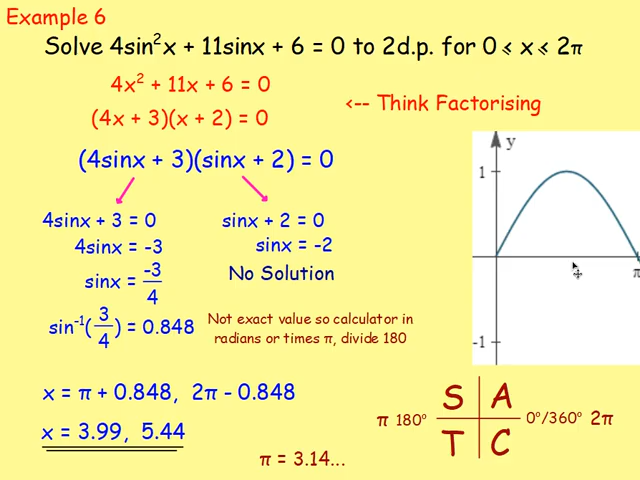 Example 6
Solve 4sin²x + 11sinx + 6 = 0 to 2d.p. for 0 ≤ x ≤ 2π
4x² + 11x + 6 = 0
(4x + 3)(x + 2) = 0
<-- Think Factorising
(4sinx + 3)(sinx + 2) = 0
4sinx + 3 = 0
4sinx = -3
sinx = -3/4
sin⁻¹(3/4) = 0.848
sinx + 2 = 0
sinx = -2
No Solution
Not exact value so calculator in
radians or times π, divide 180
x = π + 0.848, 2π - 0.848
x = 3.99, 5.44
π = 3.14...
y
1
π
-1
S A
π 180° 0°/360° 2π
T C